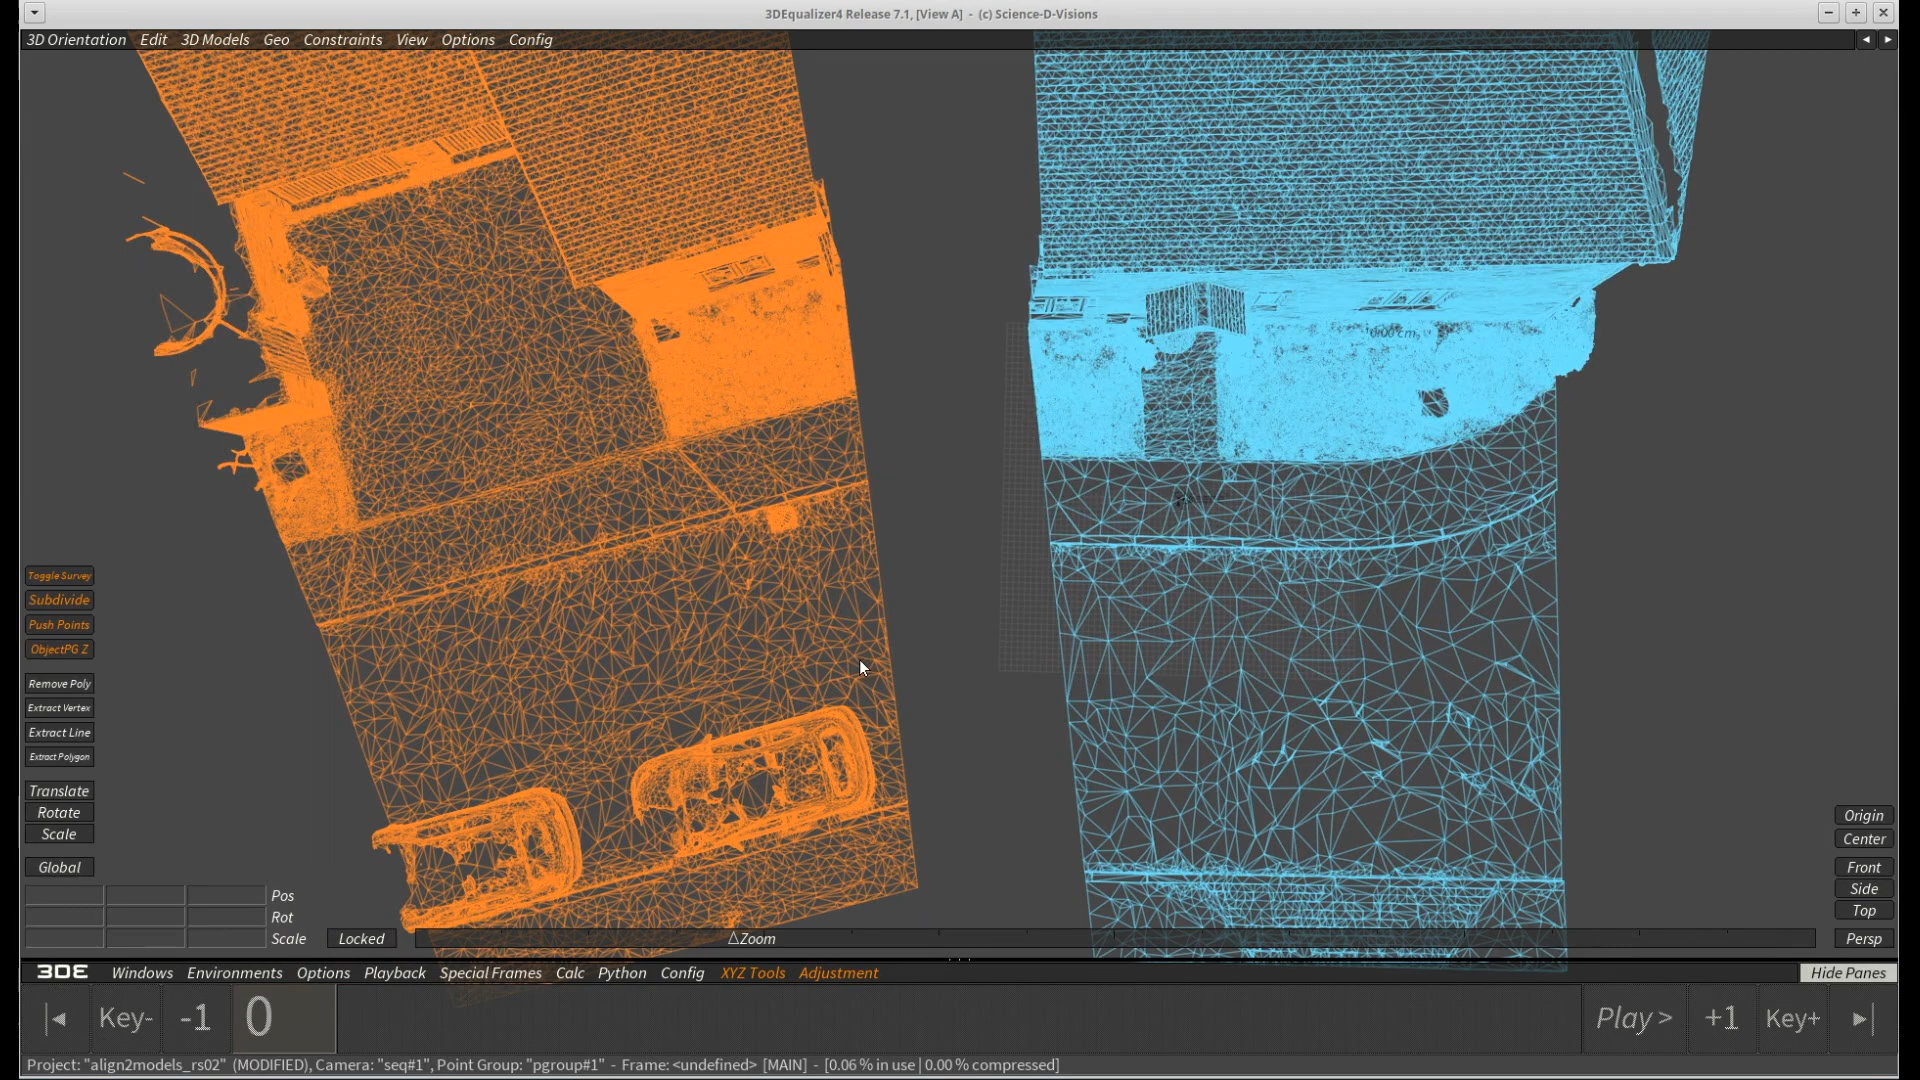 3DEqualizer4 Release 7.1, [View A]  -  (c) Science-D-Visions
3D Orientation Edit 3D Models Geo Constraints View Options Config
0.00 cm
Toggle Survey
Subdivide
Push Points
ObjectPG Z
Remove Poly
Extract Vertex
Extract Line
Extract Polygon
Translate
Rotate
Scale
Global
Pos
Rot
Scale
Locked
△Zoom
Origin
Center
Front
Side
Top
Persp
3DE Windows Environments Options Playback Special Frames Calc Python Config XYZ Tools Adjustment Hide Panes
Key- -1 0 Play > +1 Key+
Project: "align2models_rs02"  (MODIFIED), Camera: "seq#1", Point Group: "pgroup#1"  -  Frame: <undefined> [MAIN]  -  [0.06 % in use | 0.00 % compressed]